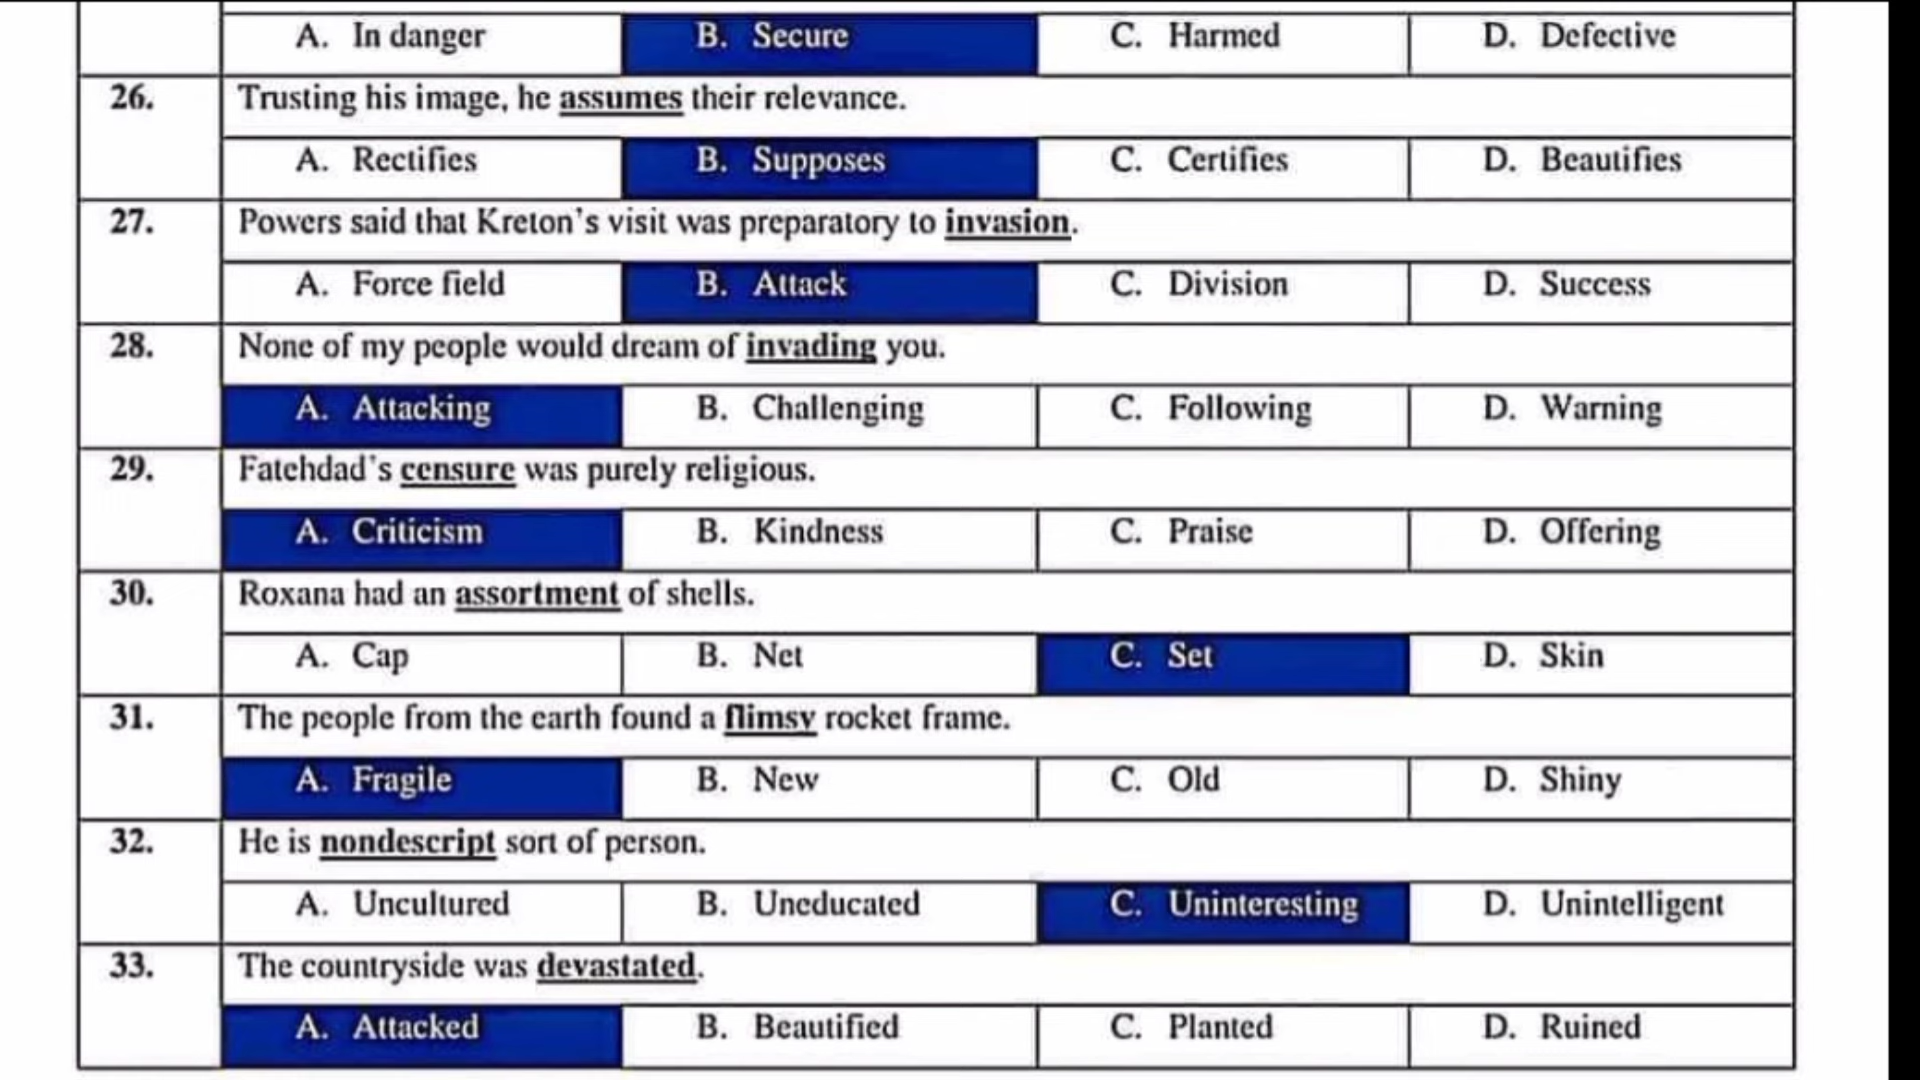 A. In danger B. Secure C. Harmed D. Defective
26. Trusting his image, he assumes their relevance.
A. Rectifies B. Supposes C. Certifies D. Beautifies
27. Powers said that Kreton's visit was preparatory to invasion.
A. Force field B. Attack C. Division D. Success
28. None of my people would dream of invading you.
A. Attacking B. Challenging C. Following D. Warning
29. Fatehdad's censure was purely religious.
A. Criticism B. Kindness C. Praise D. Offering
30. Roxana had an assortment of shells.
A. Cap B. Net C. Set D. Skin
31. The people from the earth found a flimsy rocket frame.
A. Fragile B. New C. Old D. Shiny
32. He is nondescript sort of person.
A. Uncultured B. Uneducated C. Uninteresting D. Unintelligent
33. The countryside was devastated.
A. Attacked B. Beautified C. Planted D. Ruined